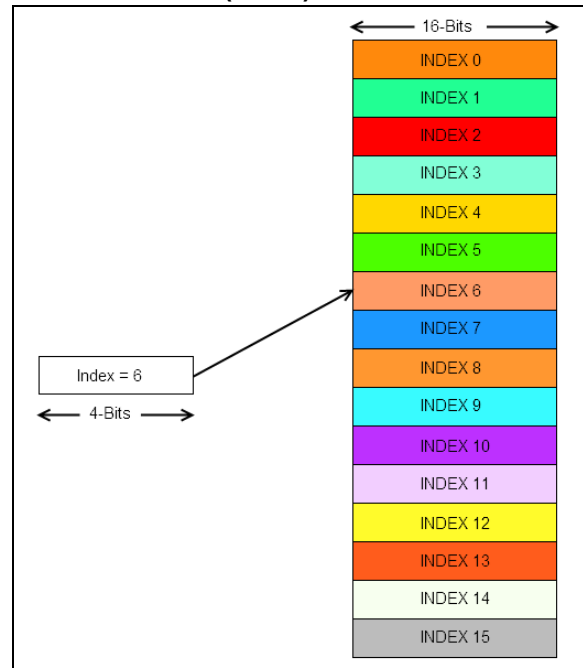 16-Bits
INDEX 0
INDEX 1
INDEX 2
INDEX 3
INDEX 4
INDEX 5
INDEX 6
INDEX 7
Index = 6
INDEX 8
4-Bits
INDEX 9
INDEX 10
INDEX 11
INDEX 12
INDEX 13
INDEX 14
INDEX 15